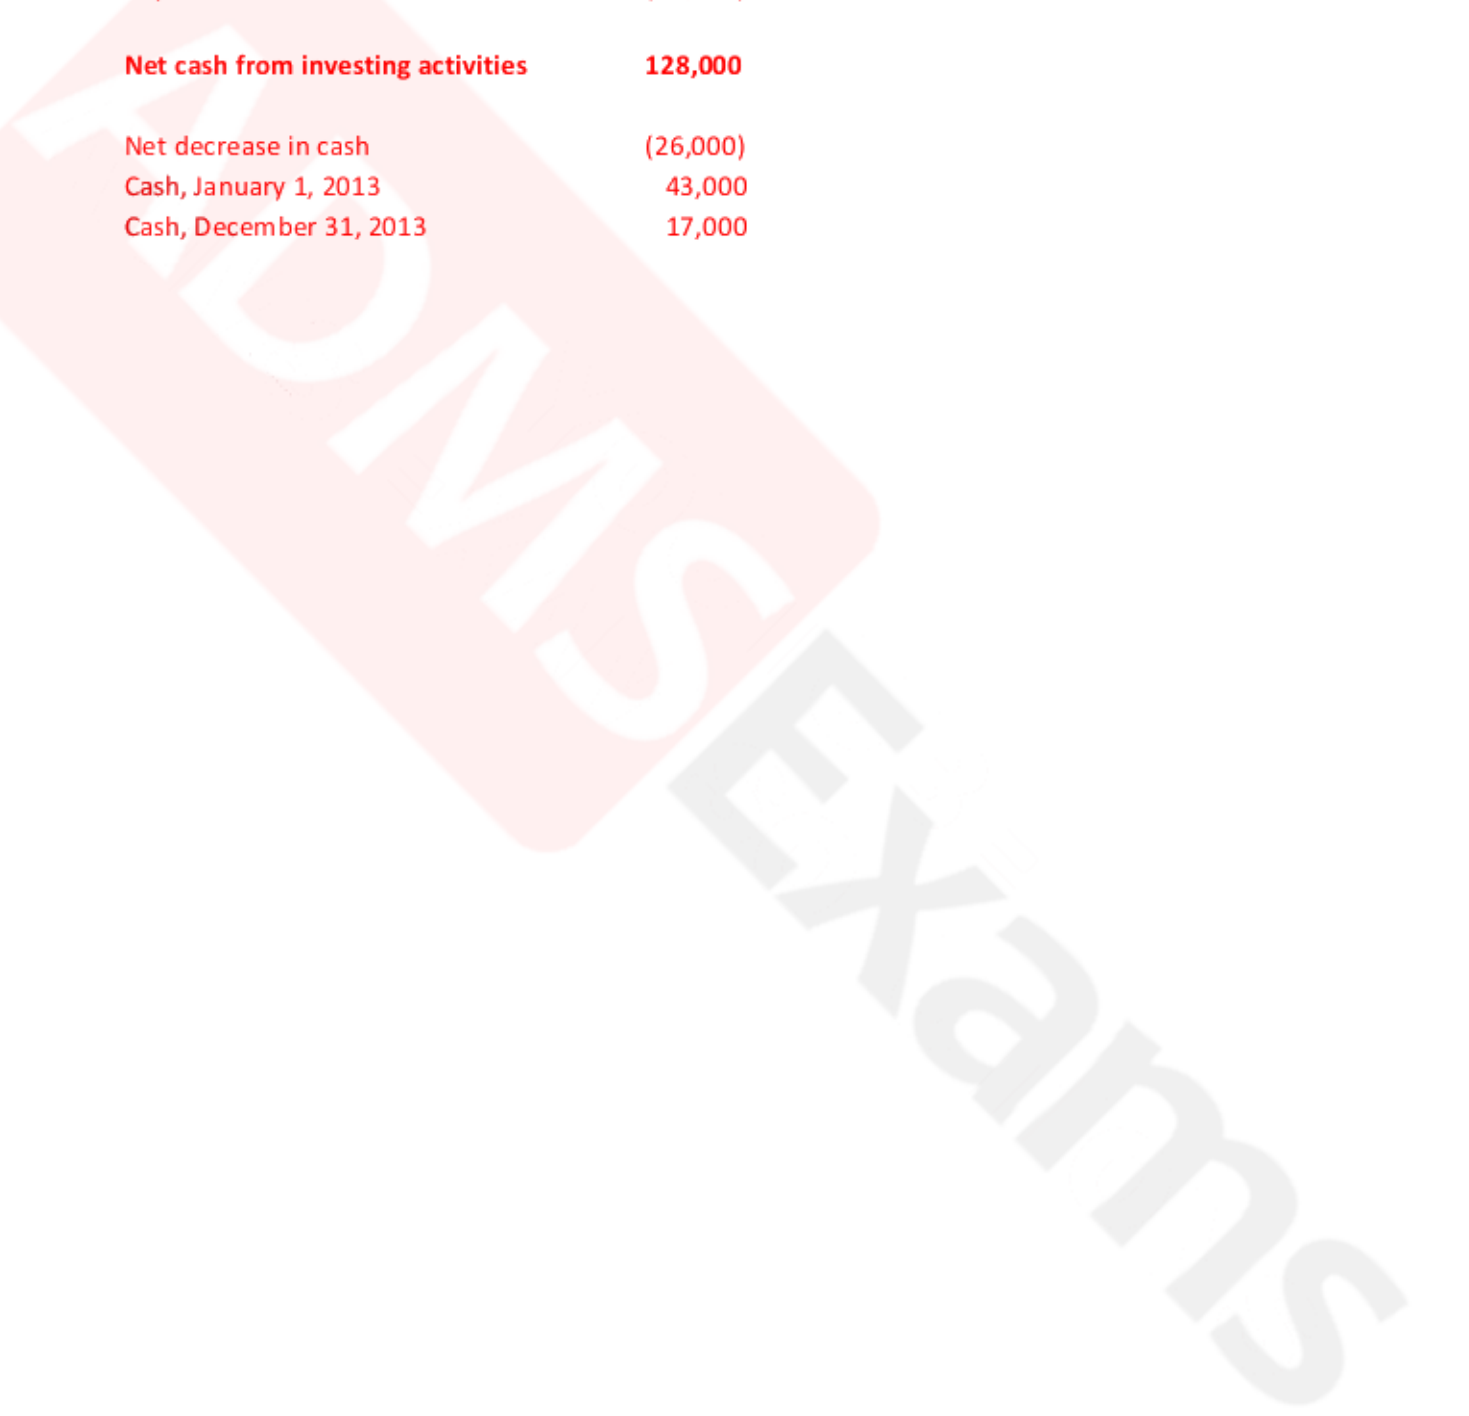 Net cash from investing activities 128,000
Net decrease in cash (26,000)
Cash, January 1, 2013 43,000
Cash, December 31, 2013 17,000
ADMS
Exams